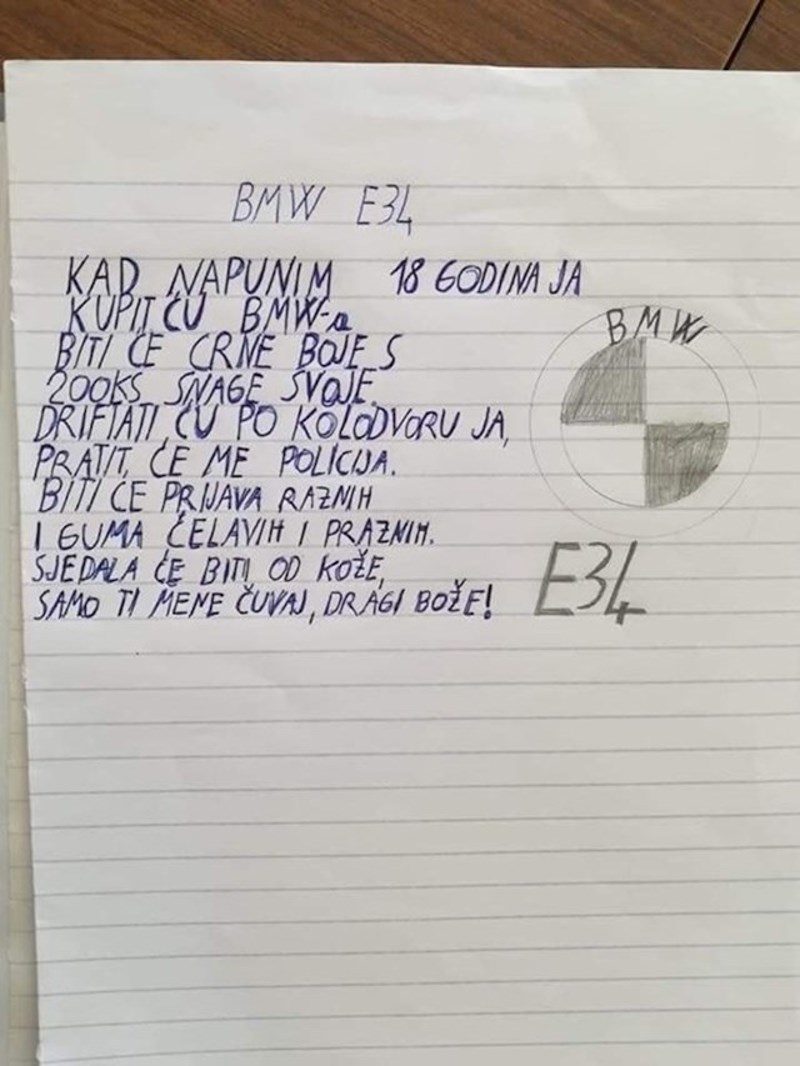 BMW E34
KAD NAPUNIM 18 GODINA JA
KUPIT ĆU BMW-a
BITI ĆE CRNE BOJE S
200KS SNAGE SVOJE.
DRIFTATI ĆU PO KOLODVORU JA,
PRATIT ĆE ME POLICIJA.
BITI ĆE PRIJAVA RAZNIH
I GUMA ĆELAVIH I PRAZNIH.
SJEDALA ĆE BITI OD KOŽE,
SAMO TI MENE ČUVAJ, DRAGI BOŽE!
BMW
E34